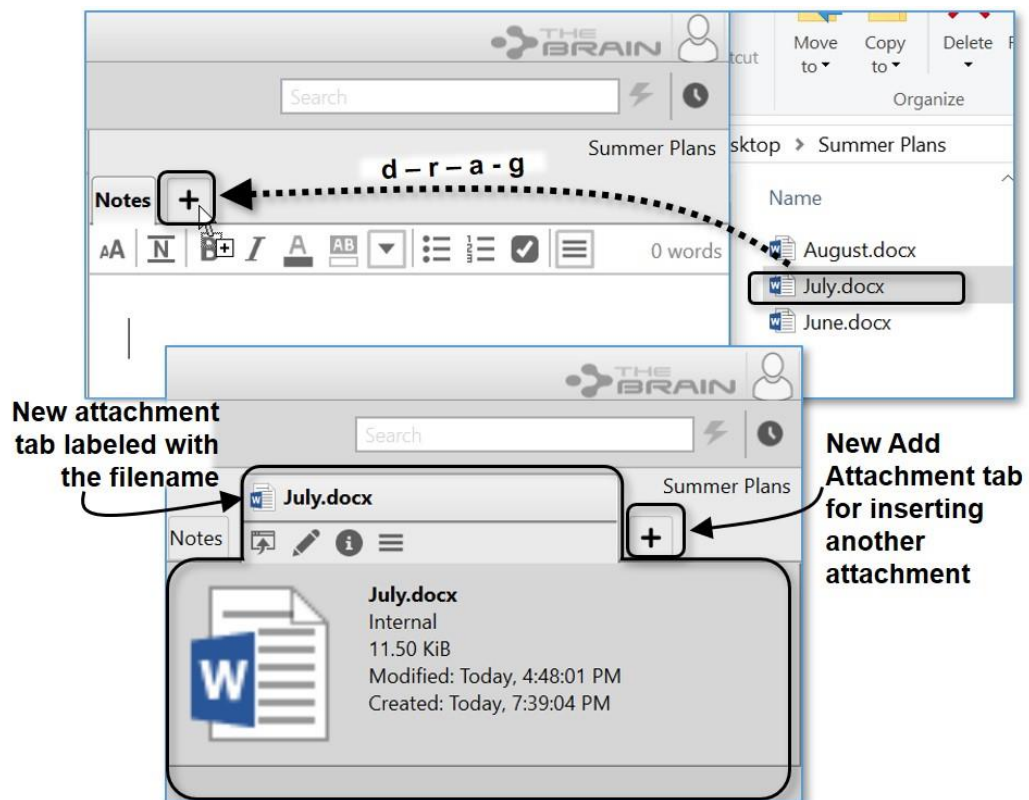 THE
BRAIN
Move
to
Copy
to
Delete
tcut
Organize
Search
Summer Plans
sktop > Summer Plans
d – r – a - g
Notes
+
Name
AA N B I A AB
0 words
August.docx
July.docx
June.docx
THE
BRAIN
New attachment
tab labeled with
the filename
Search
New Add
Attachment tab
for inserting
another
attachment
July.docx
Summer Plans
Notes
+
July.docx
Internal
11.50 KiB
Modified: Today, 4:48:01 PM
Created: Today, 7:39:04 PM
W